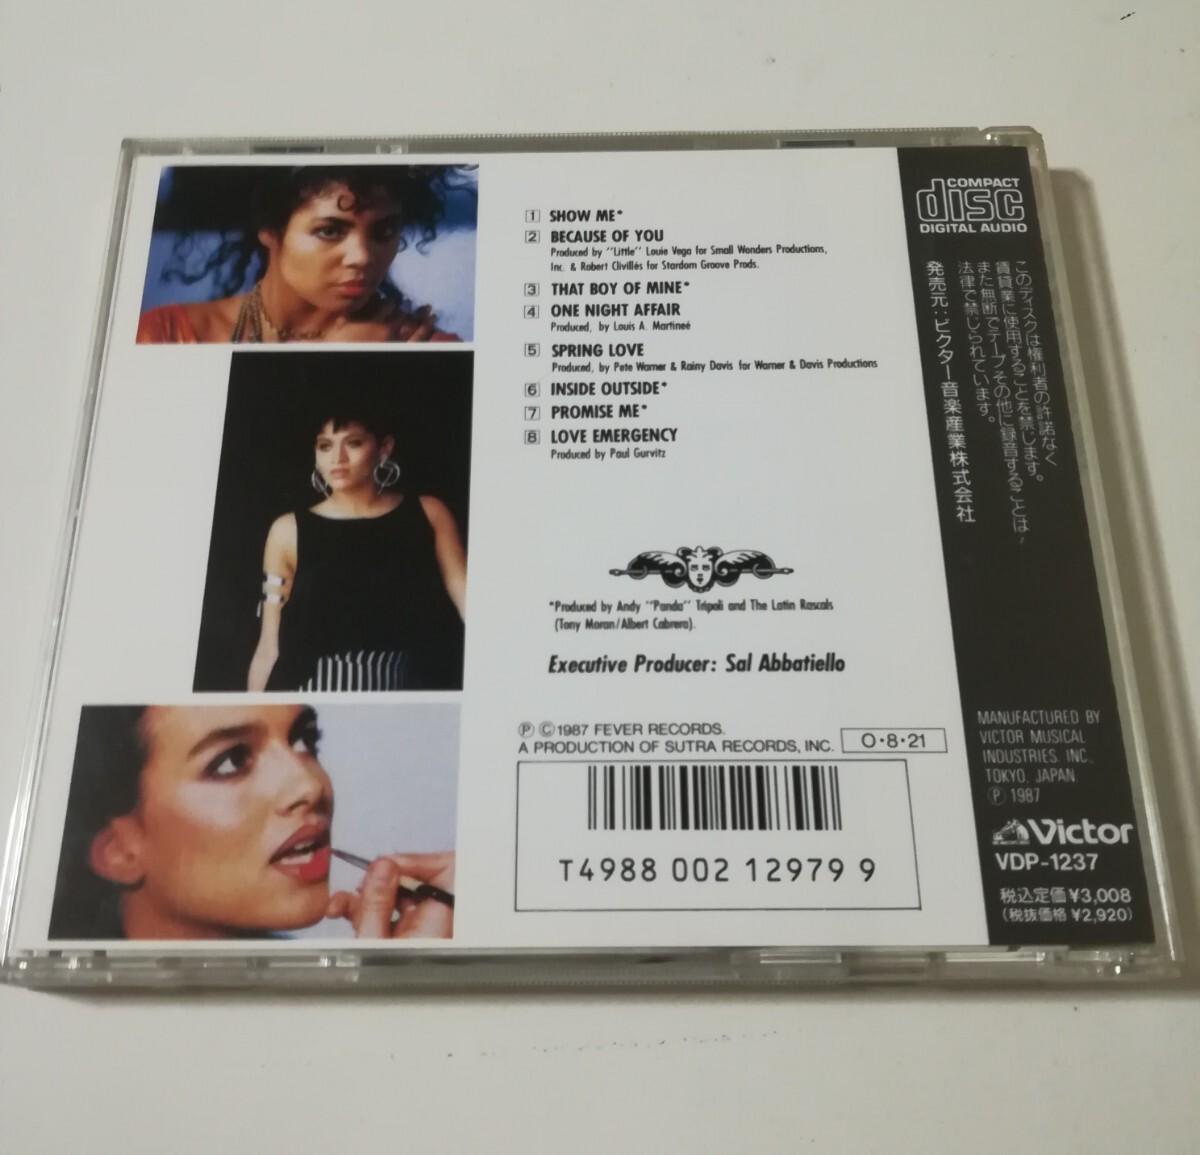 1 SHOW ME*
2 BECAUSE OF YOU
Produced by "Little" Louie Vega for Small Wonders Productions,
Inc. & Robert Clivillés for Stardom Groove Prods.
3 THAT BOY OF MINE*
4 ONE NIGHT AFFAIR
Produced, by Louis A. Martineé
5 SPRING LOVE
Produced, by Pete Warner & Rainy Davis for Warner & Davis Productions
6 INSIDE OUTSIDE*
7 PROMISE ME*
8 LOVE EMERGENCY
Produced by Paul Gurvitz
*Produced by Andy "Panda" Tripoli and The Latin Rascals
(Tony Moran/Albert Cabrera).
Executive Producer: Sal Abbatiello
Ⓟ Ⓒ 1987 FEVER RECORDS.
A PRODUCTION OF SUTRA RECORDS, INC.
O・8・21
T4988 002 12979 9
COMPACT
disc
DIGITAL AUDIO
このディスクは権利者の許諾なく
賃貸業に使用することを禁じます。
また無断でテープその他に録音することは、
法律で禁じられています。
発売元:ビクター音楽産業株式会社
MANUFACTURED BY
VICTOR MUSICAL
INDUSTRIES. INC.,
TOKYO, JAPAN.
Ⓟ 1987
Victor
VDP-1237
税込定価¥3,008
(税抜価格 ¥2,920)